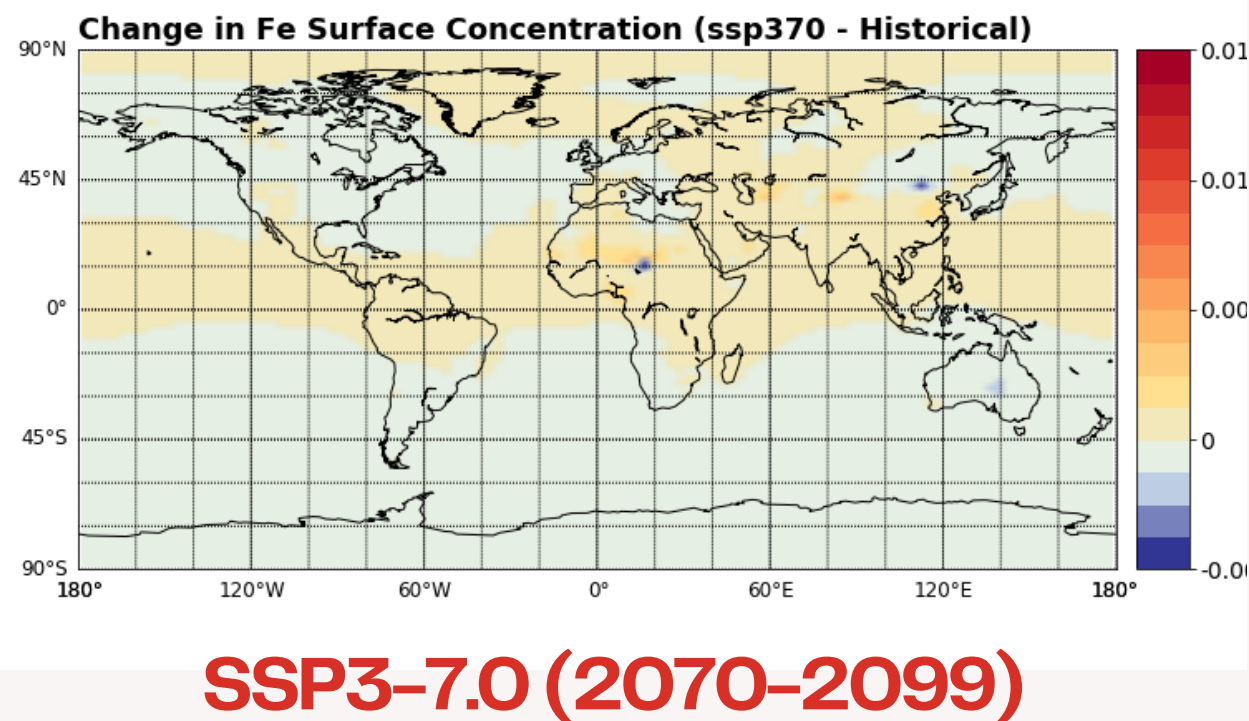 Change in Fe Surface Concentration (ssp370 - Historical)
90°N
45°N
0°
45°S
90°S
180°
120°W
60°W
0°
60°E
120°E
180°
0.01
0.01
0.00
0
-0.00
SSP3–7.0 (2070–2099)